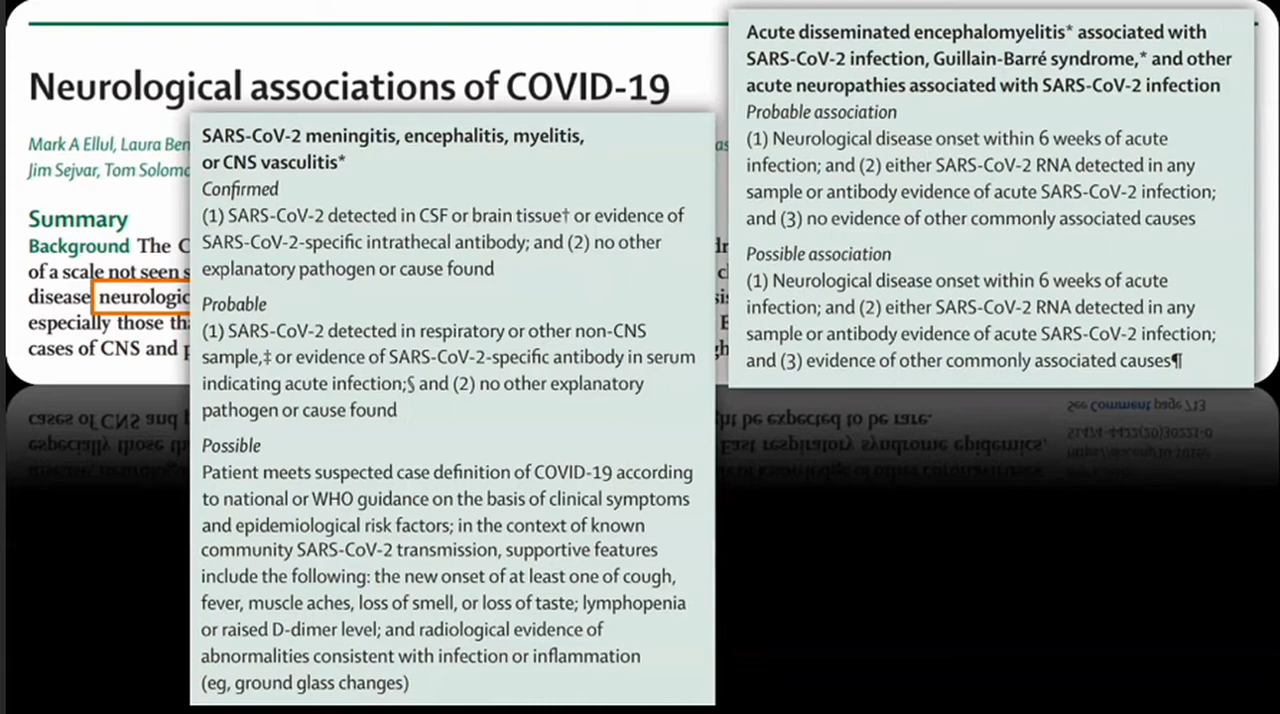 Neurological associations of COVID-19
Mark A Ellul, Laura
Jim Sejvar, Tom
Summary
Background The
of a scale not seen
disease
especially those
cases of CNS and
SARS-CoV-2 meningitis, encephalitis, myelitis,
or CNS vasculitis*
Confirmed
(1) SARS-CoV-2 detected in CSF or brain tissue† or evidence of
SARS-CoV-2-specific intrathecal antibody; and (2) no other
explanatory pathogen or cause found
Probable
(1) SARS-CoV-2 detected in respiratory or other non-CNS
sample,‡ or evidence of SARS-CoV-2-specific antibody in serum
indicating acute infection;§ and (2) no other explanatory
pathogen or cause found
Possible
Patient meets suspected case definition of COVID-19 according
to national or WHO guidance on the basis of clinical symptoms
and epidemiological risk factors; in the context of known
community SARS-CoV-2 transmission, supportive features
include the following: the new onset of at least one of cough,
fever, muscle aches, loss of smell, or loss of taste; lymphopenia
or raised D-dimer level; and radiological evidence of
abnormalities consistent with infection or inflammation
(eg, ground glass changes)
Acute disseminated encephalomyelitis* associated with
SARS-CoV-2 infection, Guillain-Barré syndrome,* and other
acute neuropathies associated with SARS-CoV-2 infection
Probable association
(1) Neurological disease onset within 6 weeks of acute
infection; and (2) either SARS-CoV-2 RNA detected in any
sample or antibody evidence of acute SARS-CoV-2 infection;
and (3) no evidence of other commonly associated causes
Possible association
(1) Neurological disease onset within 6 weeks of acute
infection; and (2) either SARS-CoV-2 RNA detected in any
sample or antibody evidence of acute SARS-CoV-2 infection;
and (3) evidence of other commonly associated causes¶